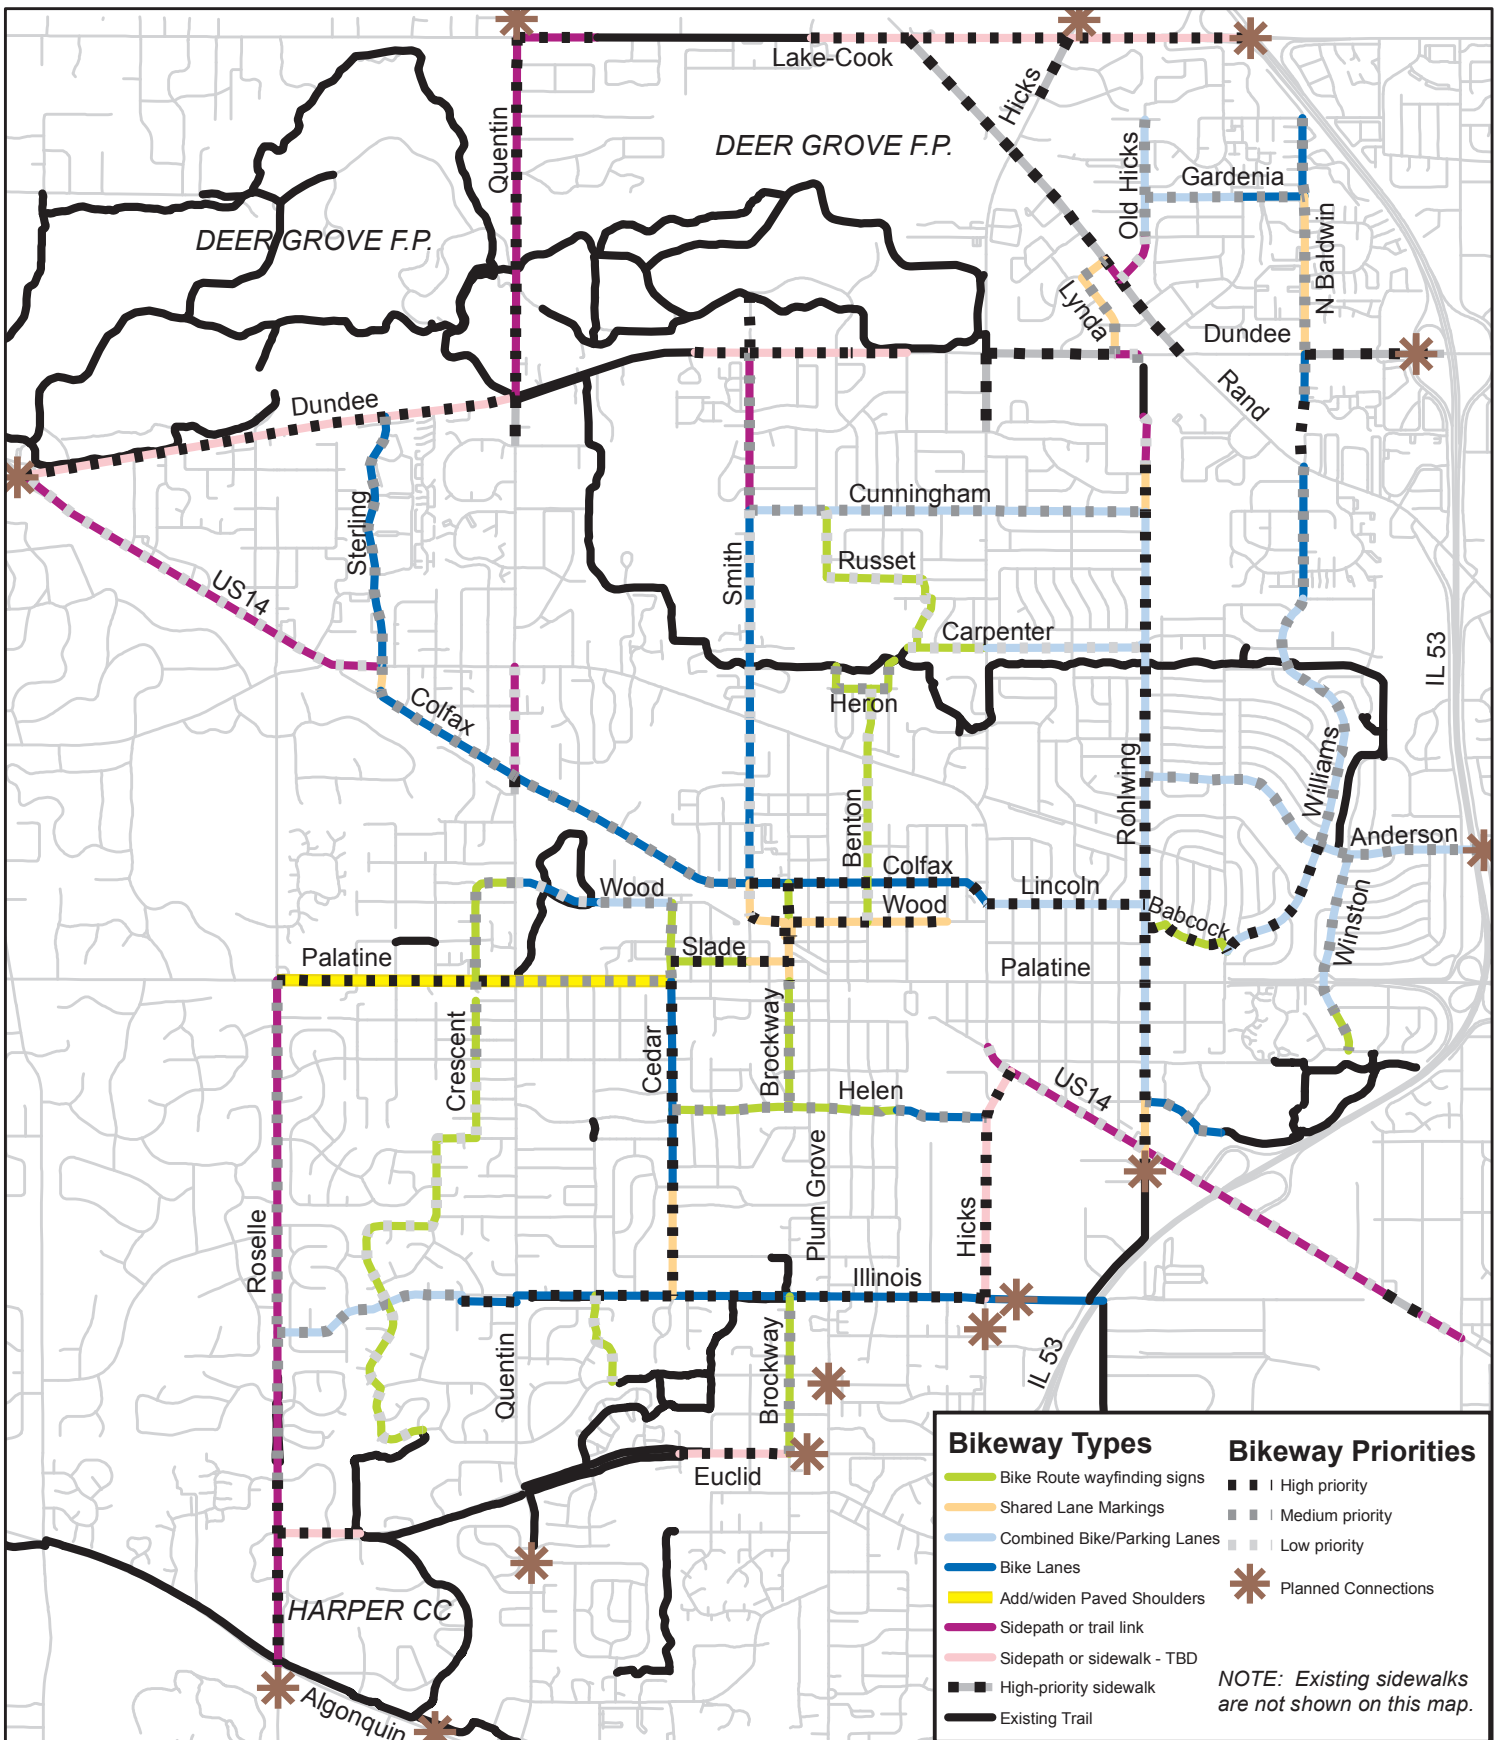 Lake-Cook
Hicks
Quentin
DEER GROVE F.P.
Old Hicks
Gardenia
DEER GROVE F.P.
N Baldwin
Lynda
Dundee
Rand
Dundee
Cunningham
Sterling
Smith
Russet
US14
Carpenter
IL 53
Heron
Colfax
Rohlwing
Williams
Benton
Anderson
Colfax
Wood
Lincoln
Wood
Babcock
Winston
Slade
Palatine
Palatine
Crescent
Cedar
Brockway
Helen
US14
Plum Grove
Roselle
Hicks
Illinois
Quentin
Brockway
IL 53
Euclid
HARPER CC
Algonquin
Bikeway Types
Bike Route wayfinding signs
Shared Lane Markings
Combined Bike/Parking Lanes
Bike Lanes
Add/widen Paved Shoulders
Sidepath or trail link
Sidepath or sidewalk - TBD
High-priority sidewalk
Existing Trail
Bikeway Priorities
High priority
Medium priority
Low priority
Planned Connections
NOTE: Existing sidewalks
are not shown on this map.